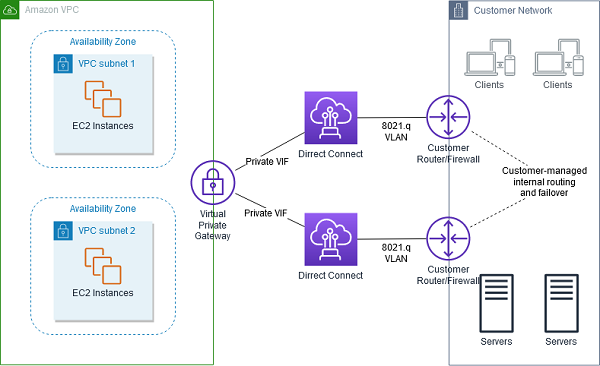 Amazon VPC
Availability Zone
VPC subnet 1
EC2 Instances
Availability Zone
VPC subnet 2
EC2 Instances
Virtual
Private
Gateway
Private VIF
Private VIF
Dirrect Connect
Dirrect Connect
8021.q
VLAN
8021.q
VLAN
Customer Network
Clients
Clients
Customer
Router/Firewall
Customer-managed
internal routing
and failover
Customer
Router/Firewall
Servers
Servers